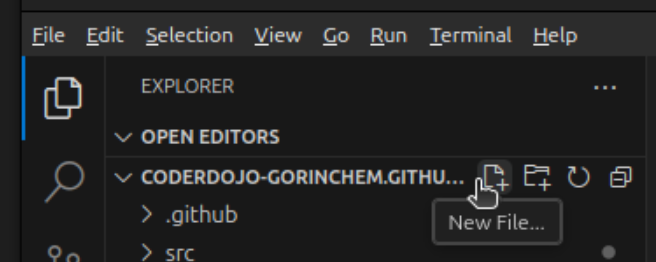 File Edit Selection View Go Run Terminal Help
EXPLORER ...
OPEN EDITORS
CODERDOJO-GORINCHEM.GITHU...
.github
New File...
src